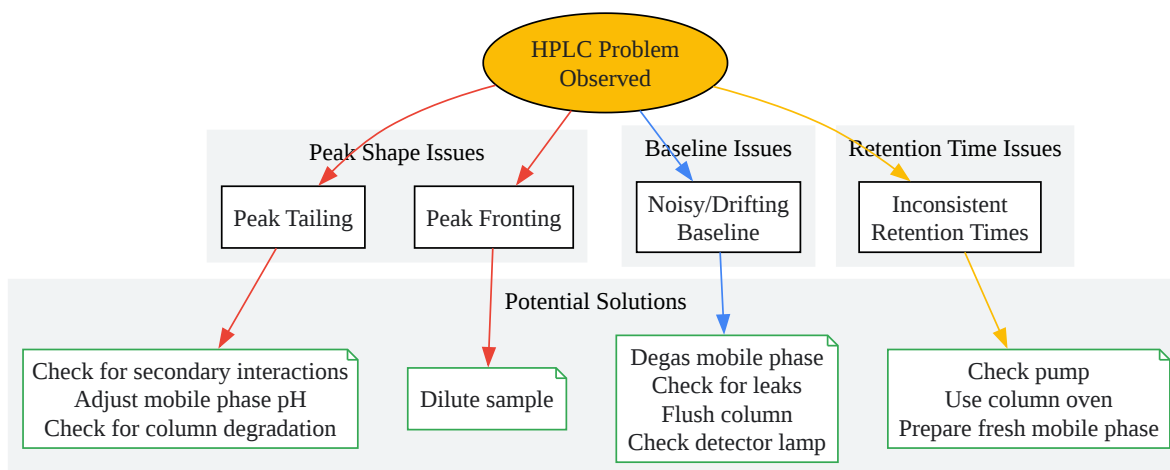 HPLC Problem
Observed
Peak Shape Issues
Baseline Issues
Retention Time Issues
Peak Tailing
Peak Fronting
Noisy/Drifting
Baseline
Inconsistent
Retention Times
Potential Solutions
Check for secondary interactions
Adjust mobile phase pH
Check for column degradation
Dilute sample
Degas mobile phase
Check for leaks
Flush column
Check detector lamp
Check pump
Use column oven
Prepare fresh mobile phase